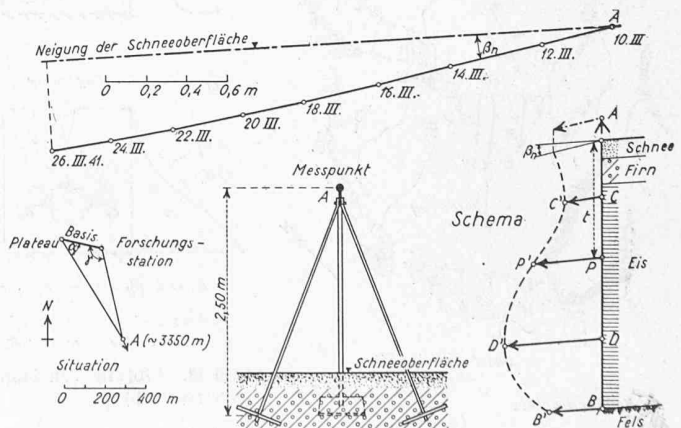 Neigung der Schneeoberfläche
A
βn
10.III.
12.III.
14.III.
16.III.
18.III.
20 III.
22.III.
24.III.
26.III.41.
0 0,2 0,4 0,6 m
Messpunkt
A
2,50 m
Schneeoberfläche
Plateau
Basis
Forschungs-
station
β
γ
N
A (~3350 m)
Situation
0 200 400 m
Schema
A
βn
Schnee
Firn
C'
C
t
P'
P
Eis
D'
D
B'
B
Fels